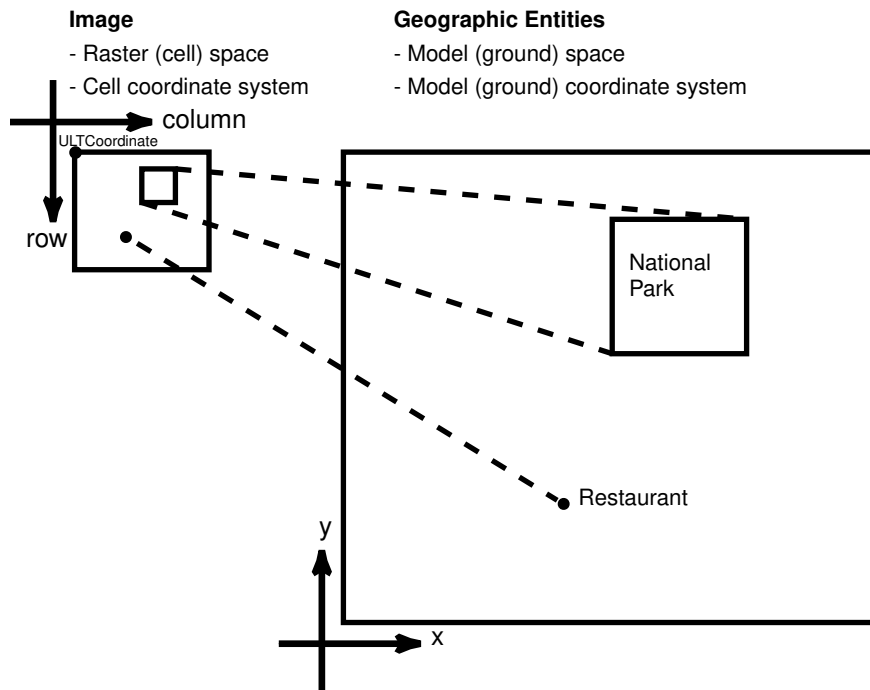 Image
- Raster (cell) space
- Cell coordinate system
Geographic Entities
- Model (ground) space
- Model (ground) coordinate system
column
ULTCoordinate
row
National
Park
Restaurant
y
x